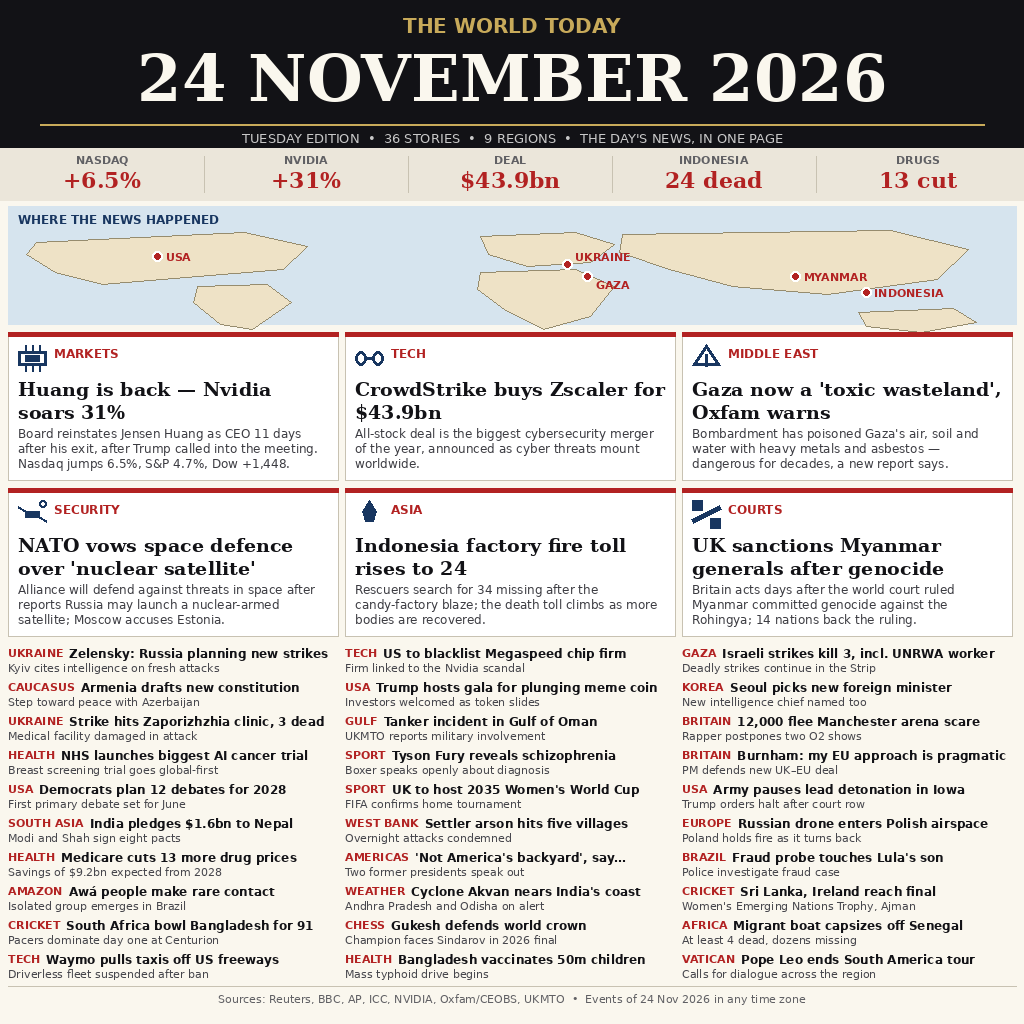 THE WORLD TODAY
24 NOVEMBER 2026
TUESDAY EDITION • 36 STORIES • 9 REGIONS • THE DAY'S NEWS, IN ONE PAGE
NASDAQ
+6.5%
NVIDIA
+31%
DEAL
$43.9bn
INDONESIA
24 dead
DRUGS
13 cut
WHERE THE NEWS HAPPENED
USA
UKRAINE
GAZA
MYANMAR
INDONESIA
MARKETS
Huang is back — Nvidia
soars 31%
Board reinstates Jensen Huang as CEO 11 days
after his exit, after Trump called into the meeting.
Nasdaq jumps 6.5%, S&P 4.7%, Dow +1,448.
TECH
CrowdStrike buys Zscaler for
$43.9bn
All-stock deal is the biggest cybersecurity merger
of the year, announced as cyber threats mount
worldwide.
MIDDLE EAST
Gaza now a 'toxic wasteland',
Oxfam warns
Bombardment has poisoned Gaza's air, soil and
water with heavy metals and asbestos —
dangerous for decades, a new report says.
SECURITY
NATO vows space defence
over 'nuclear satellite'
Alliance will defend against threats in space after
reports Russia may launch a nuclear-armed
satellite; Moscow accuses Estonia.
ASIA
Indonesia factory fire toll
rises to 24
Rescuers search for 34 missing after the
candy-factory blaze; the death toll climbs as more
bodies are recovered.
COURTS
UK sanctions Myanmar
generals after genocide
Britain acts days after the world court ruled
Myanmar committed genocide against the
Rohingya; 14 nations back the ruling.
UKRAINE Zelensky: Russia planning new strikes
Kyiv cites intelligence on fresh attacks
CAUCASUS Armenia drafts new constitution
Step toward peace with Azerbaijan
UKRAINE Strike hits Zaporizhzhia clinic, 3 dead
Medical facility damaged in attack
HEALTH NHS launches biggest AI cancer trial
Breast screening trial goes global-first
USA Democrats plan 12 debates for 2028
First primary debate set for June
SOUTH ASIA India pledges $1.6bn to Nepal
Modi and Shah sign eight pacts
HEALTH Medicare cuts 13 more drug prices
Savings of $9.2bn expected from 2028
AMAZON Awá people make rare contact
Isolated group emerges in Brazil
CRICKET South Africa bowl Bangladesh for 91
Pacers dominate day one at Centurion
TECH Waymo pulls taxis off US freeways
Driverless fleet suspended after ban
TECH US to blacklist Megaspeed chip firm
Firm linked to the Nvidia scandal
USA Trump hosts gala for plunging meme coin
Investors welcomed as token slides
GULF Tanker incident in Gulf of Oman
UKMTO reports military involvement
SPORT Tyson Fury reveals schizophrenia
Boxer speaks openly about diagnosis
SPORT UK to host 2035 Women's World Cup
FIFA confirms home tournament
WEST BANK Settler arson hits five villages
Overnight attacks condemned
AMERICAS 'Not America's backyard', say...
Two former presidents speak out
WEATHER Cyclone Akvan nears India's coast
Andhra Pradesh and Odisha on alert
CHESS Gukesh defends world crown
Champion faces Sindarov in 2026 final
HEALTH Bangladesh vaccinates 50m children
Mass typhoid drive begins
GAZA Israeli strikes kill 3, incl. UNRWA worker
Deadly strikes continue in the Strip
KOREA Seoul picks new foreign minister
New intelligence chief named too
BRITAIN 12,000 flee Manchester arena scare
Rapper postpones two O2 shows
BRITAIN Burnham: my EU approach is pragmatic
PM defends new UK–EU deal
USA Army pauses lead detonation in Iowa
Trump orders halt after court row
EUROPE Russian drone enters Polish airspace
Poland holds fire as it turns back
BRAZIL Fraud probe touches Lula's son
Police investigate fraud case
CRICKET Sri Lanka, Ireland reach final
Women's Emerging Nations Trophy, Ajman
AFRICA Migrant boat capsizes off Senegal
At least 4 dead, dozens missing
VATICAN Pope Leo ends South America tour
Calls for dialogue across the region
Sources: Reuters, BBC, AP, ICC, NVIDIA, Oxfam/CEOBS, UKMTO • Events of 24 Nov 2026 in any time zone